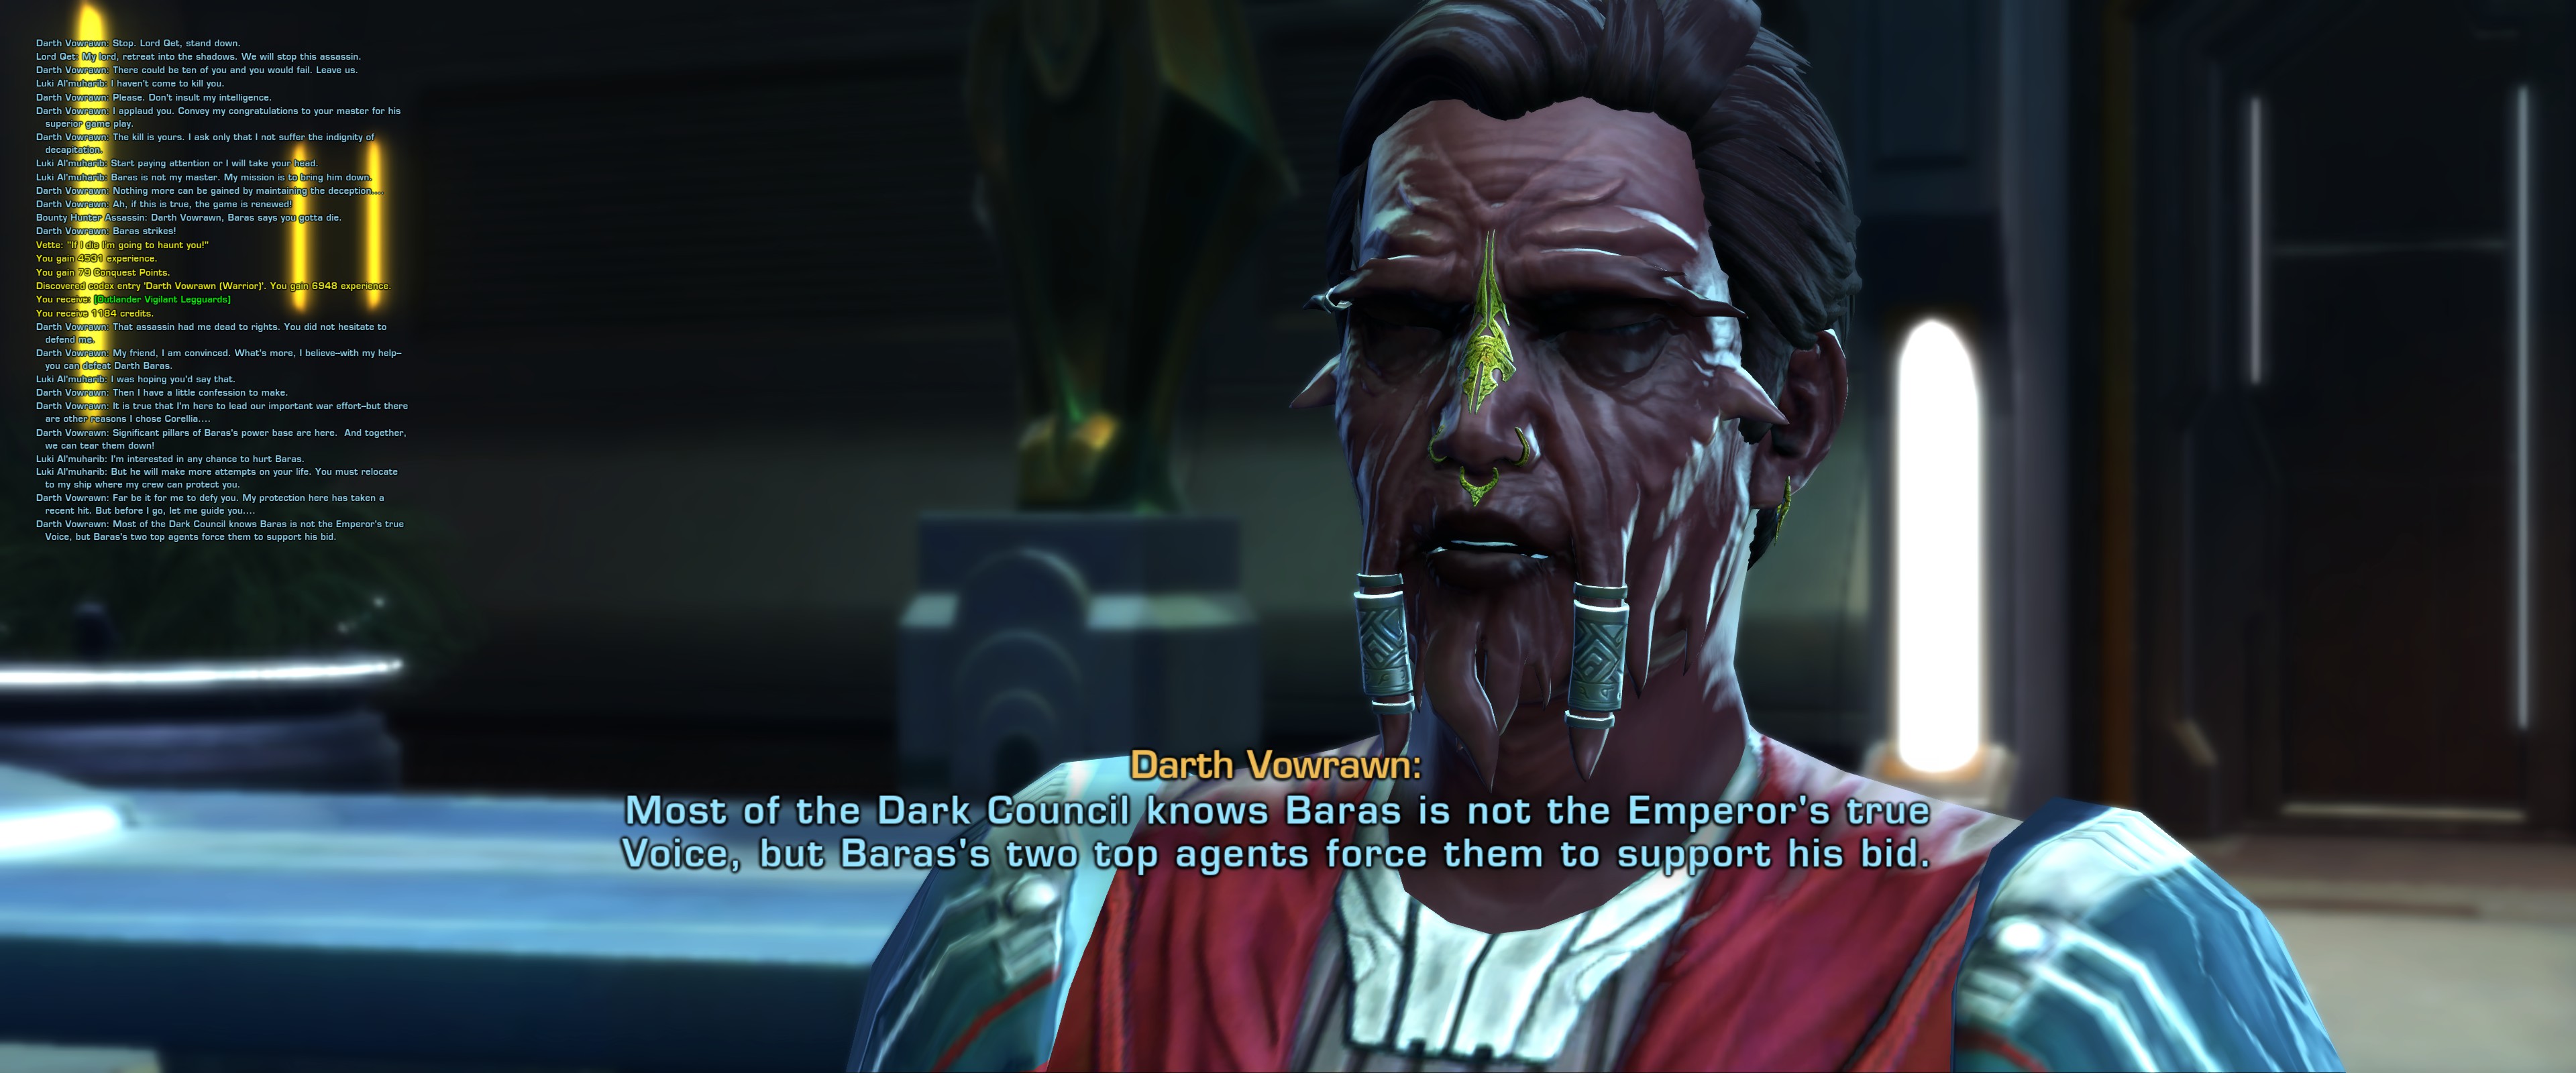 Darth Vowrawn: Stop. Lord Qet, stand down.
Lord Qet: My lord, retreat into the shadows. We will stop this assassin.
Darth Vowrawn: There could be ten of you and you would fail. Leave us.
Luki Al'muharib: I haven't come to kill you.
Darth Vowrawn: Please. Don't insult my intelligence.
Darth Vowrawn: I applaud you. Convey my congratulations to your master for his
superior game play.
Darth Vowrawn: The kill is yours. I ask only that I not suffer the indignity of
decapitation.
Luki Al'muharib: Start paying attention or I will take your head.
Luki Al'muharib: Baras is not my master. My mission is to bring him down.
Darth Vowrawn: Nothing more can be gained by maintaining the deception....
Darth Vowrawn: Ah, if this is true, the game is renewed!
Bounty Hunter Assassin: Darth Vowrawn, Baras says you gotta die.
Darth Vowrawn: Baras strikes!
Vette: "If I die I'm going to haunt you!"
You gain 4531 experience.
You gain 79 Conquest Points.
Discovered codex entry 'Darth Vowrawn (Warrior)'. You gain 6948 experience.
You receive: [Outlander Vigilant Legguards]
You receive 1184 credits.
Darth Vowrawn: That assassin had me dead to rights. You did not hesitate to
defend me.
Darth Vowrawn: My friend, I am convinced. What's more, I believe–with my help–
you can defeat Darth Baras.
Luki Al'muharib: I was hoping you'd say that.
Darth Vowrawn: Then I have a little confession to make.
Darth Vowrawn: It is true that I'm here to lead our important war effort–but there
are other reasons I chose Corellia....
Darth Vowrawn: Significant pillars of Baras's power base are here.  And together,
we can tear them down!
Luki Al'muharib: I'm interested in any chance to hurt Baras.
Luki Al'muharib: But he will make more attempts on your life. You must relocate
to my ship where my crew can protect you.
Darth Vowrawn: Far be it for me to defy you. My protection here has taken a
recent hit. But before I go, let me guide you....
Darth Vowrawn: Most of the Dark Council knows Baras is not the Emperor's true
Voice, but Baras's two top agents force them to support his bid.
Darth Vowrawn:
Most of the Dark Council knows Baras is not the Emperor's true
Voice, but Baras's two top agents force them to support his bid.